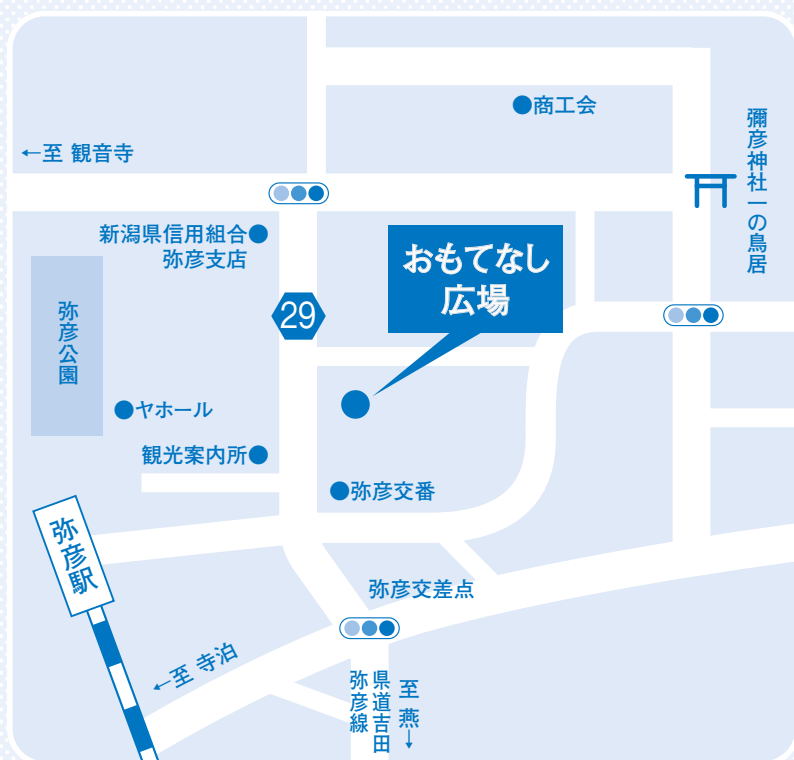 ●商工会
←至 観音寺
彌彦神社一の鳥居
新潟県信用組合●
弥彦支店
おもてなし
広場
29
弥彦公園
●ヤホール
観光案内所●
●弥彦交番
弥彦駅
弥彦交差点
←至 寺泊
県道吉田
弥彦線
至 燕→